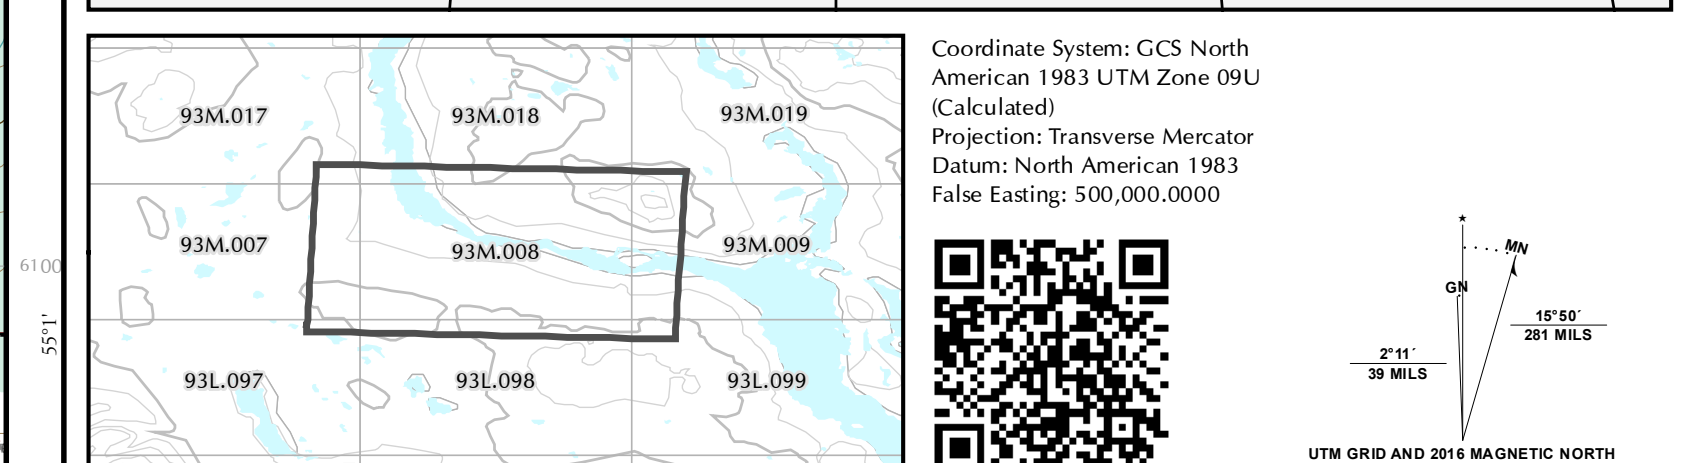 93M.017
93M.018
93M.019
93M.007
93M.008
93M.009
93L.097
93L.098
93L.099
6100
55°1'
Coordinate System: GCS North
American 1983 UTM Zone 09U
(Calculated)
Projection: Transverse Mercator
Datum: North American 1983
False Easting: 500,000.0000
MN
GN
15°50´
281 MILS
2°11´
39 MILS
UTM GRID AND 2016 MAGNETIC NORTH